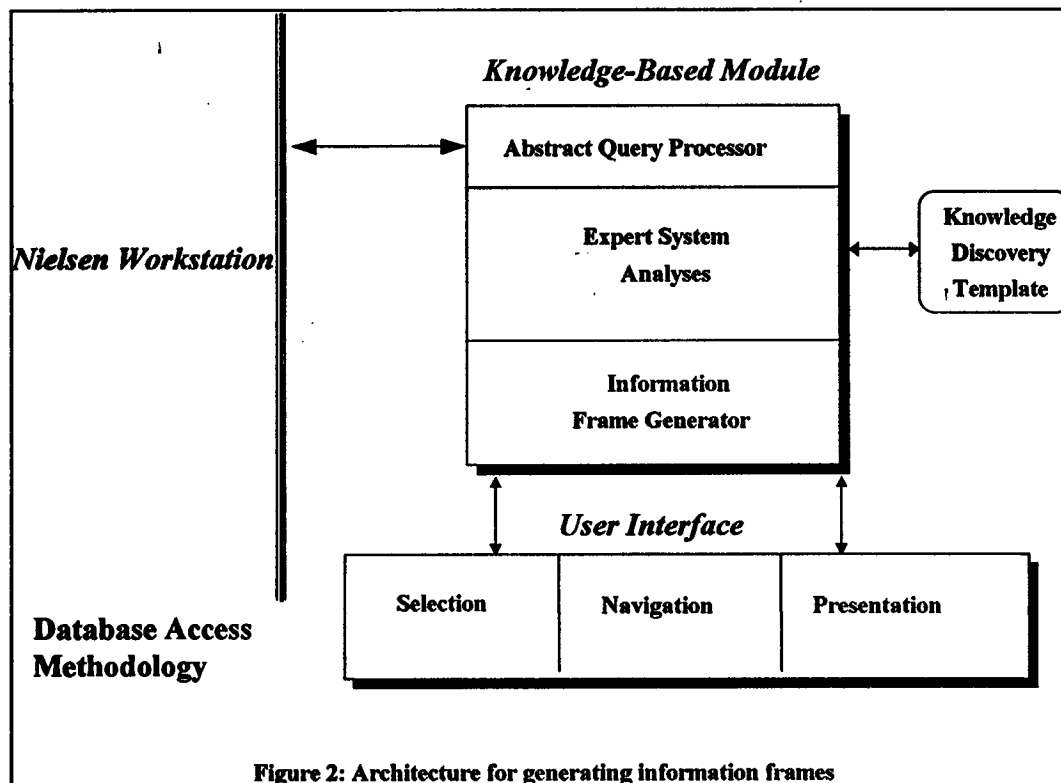 Knowledge-Based Module
Abstract Query Processor
Expert System
Analyses
Knowledge
Discovery
Template
Nielsen Workstation
Information
Frame Generator
User Interface
Selection
Navigation
Presentation
Database Access
Methodology
Figure 2: Architecture for generating information frames